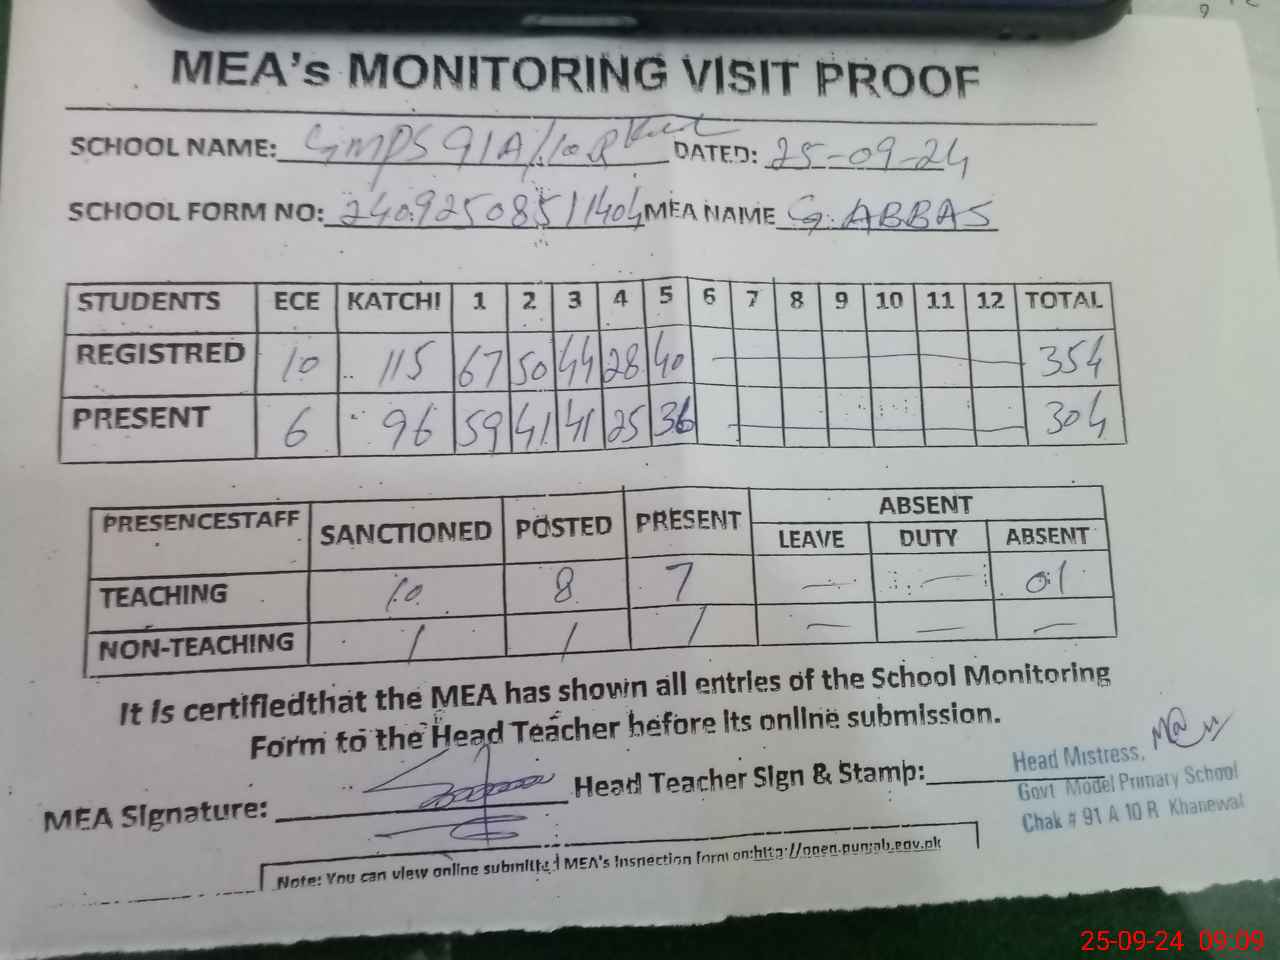 MEA's MONITORING VISIT PROOF
SCHOOL NAME: GMPS 91A/10R DATED: 25-09-24
SCHOOL FORM NO: 24092508511404 MEA NAME G. ABBAS
STUDENTS ECE KATCHI 1 2 3 4 5 6 7 8 9 10 11 12 TOTAL
REGISTRED 10 115 67 50 44 28 40 354
PRESENT 6 96 59 41 41 25 36 304
PRESENCESTAFF SANCTIONED POSTED PRESENT ABSENT
LEAVE DUTY ABSENT
TEACHING 10 8 7 — — 01
NON-TEACHING 1 1 1 — — —
It is certifiedthat the MEA has shown all entries of the School Monitoring
Form to the Head Teacher before its online submission.
MEA Signature: Head Teacher Sign & Stamp:
Head Mistress,
Govt Model Primary School
Chak # 91 A 10 R Khanewal
Note: You can view online submitted MEA's Inspection form on:http://open.punjab.gov.pk
25-09-24 09:09